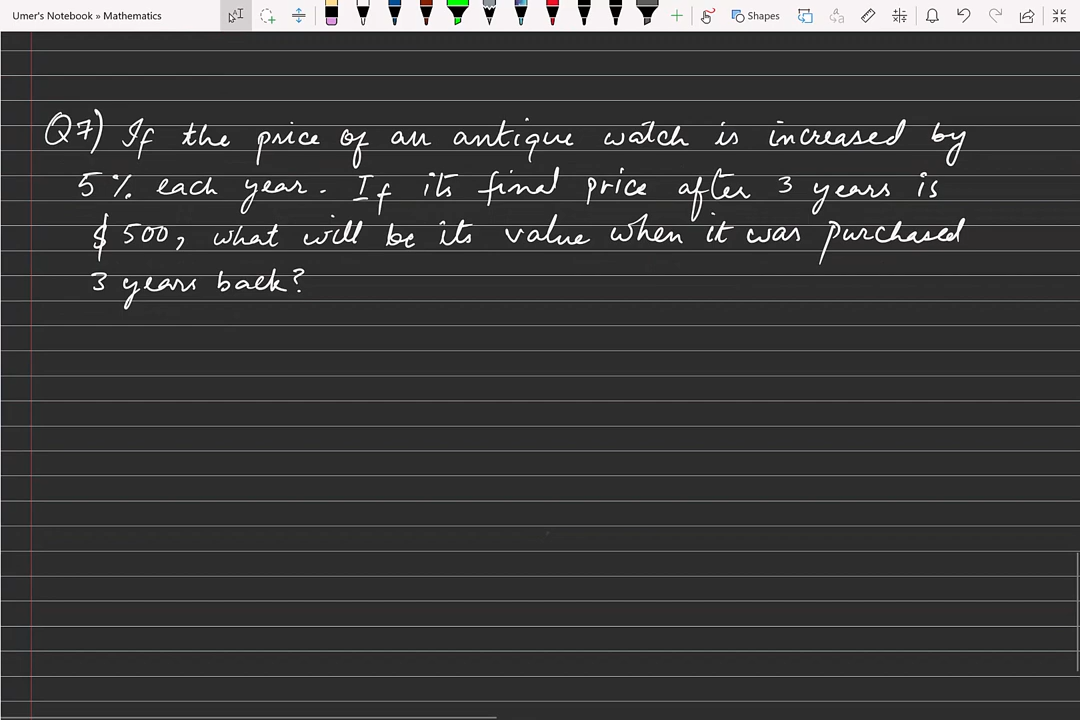 Umer's Notebook » Mathematics
Shapes
Q7) If the price of an antique watch is increased by
5% each year. If its final price after 3 years is
$ 500, what will be its value when it was purchased
3 years back?